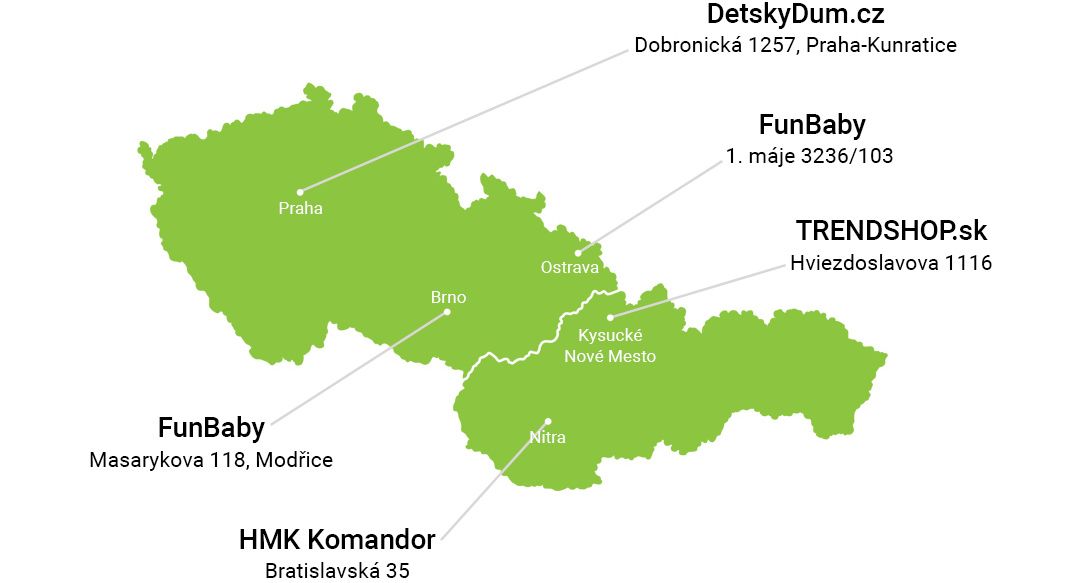 DetskyDum.cz
Dobronická 1257, Praha-Kunratice
FunBaby
1. máje 3236/103
Praha
TRENDSHOP.sk
Hviezdoslavova 1116
Ostrava
Brno
Kysucké
Nové Mesto
FunBaby
Masarykova 118, Modřice
Nitra
HMK Komandor
Bratislavská 35